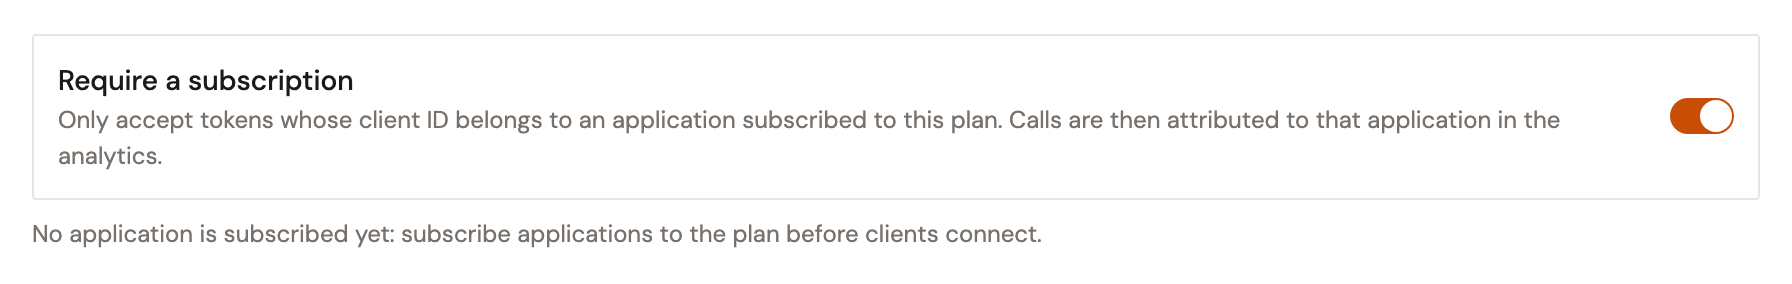 Require a subscription
Only accept tokens whose client ID belongs to an application subscribed to this plan. Calls are then attributed to that application in the
analytics.
No application is subscribed yet: subscribe applications to the plan before clients connect.